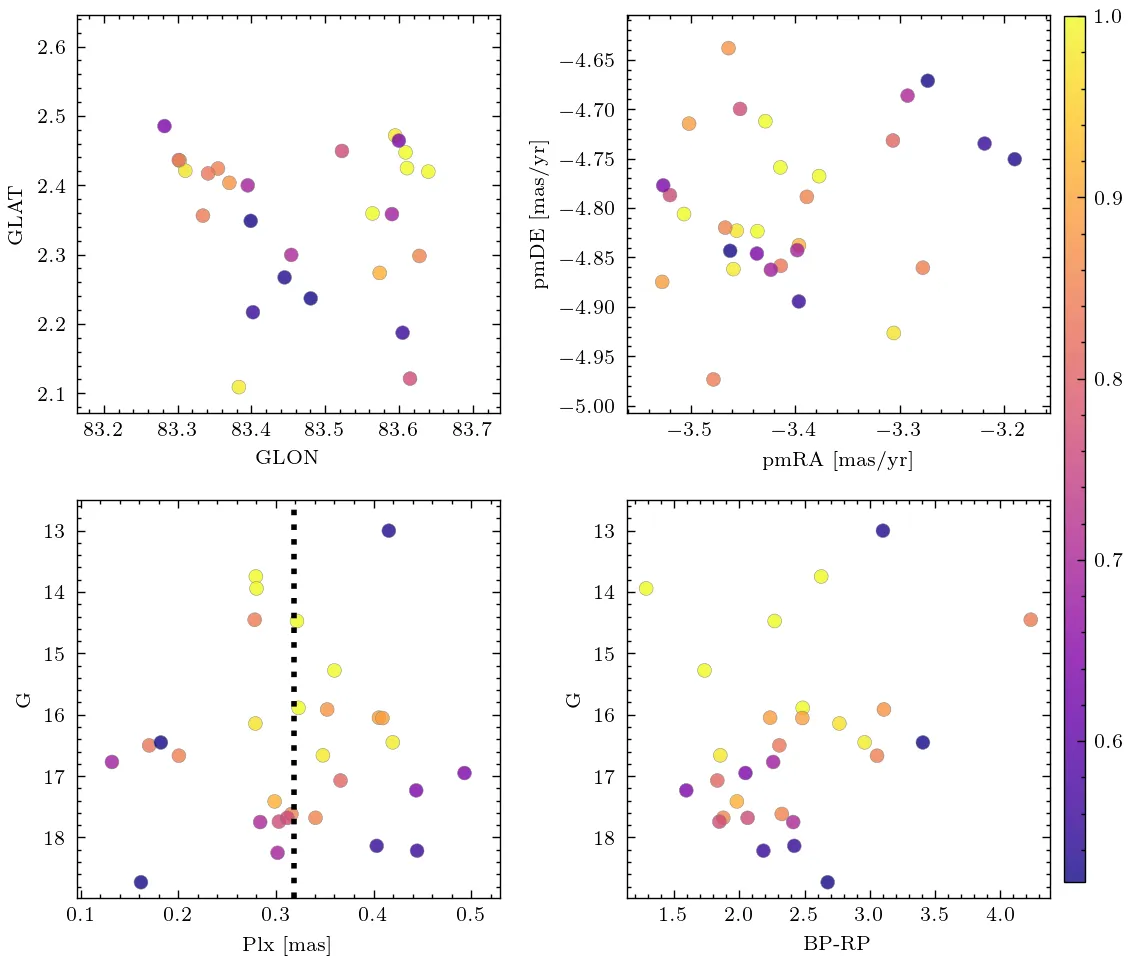 2.6
2.5
2.4
2.3
2.2
2.1
GLAT
83.2 83.3 83.4 83.5 83.6 83.7
GLON
−4.65
−4.70
−4.75
−4.80
−4.85
−4.90
−4.95
−5.00
pmDE [mas/yr]
−3.5 −3.4 −3.3 −3.2
pmRA [mas/yr]
13
14
15
16
17
18
G
0.1 0.2 0.3 0.4 0.5
Plx [mas]
13
14
15
16
17
18
G
1.5 2.0 2.5 3.0 3.5 4.0
BP-RP
1.0
0.9
0.8
0.7
0.6